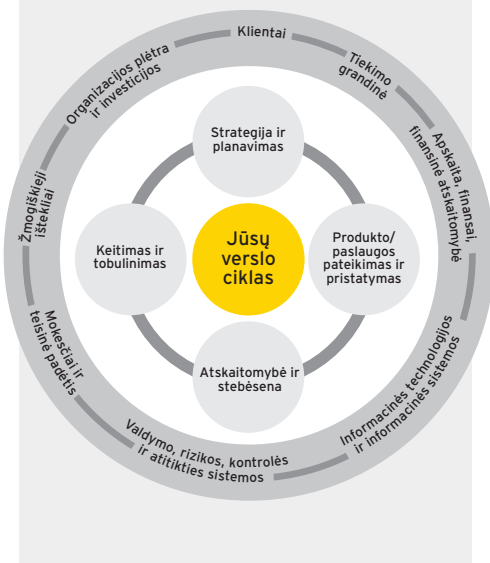 Klientai
Tiekimo
grandinė
Apskaita, finansai,
finansinė atskaitomybė
Informacinės technologijos
ir informacinės sistemos
Valdymo, rizikos, kontrolės
ir atitikties sistemos
Mokesčiai ir
teisinė padėtis
Žmogiškieji
ištekliai
Organizacijos plėtra
ir investicijos
Strategija ir
planavimas
Produkto/
paslaugos
pateikimas ir
pristatymas
Atskaitomybė ir
stebėsena
Keitimas ir
tobulinimas
Jūsų
verslo
ciklas